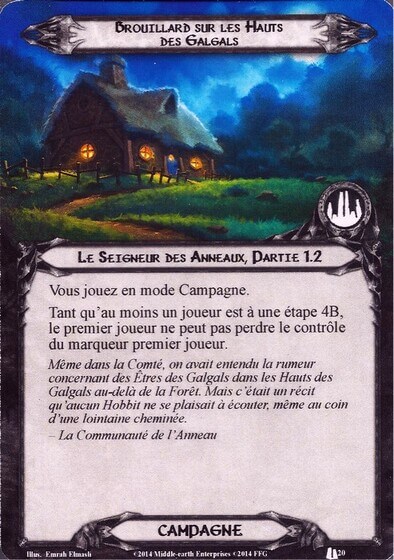 Brouillard sur les Hauts
des Galgals
Le Seigneur des Anneaux, Partie 1.2
Vous jouez en mode Campagne.
Tant qu'au moins un joueur est à une étape 4B,
le premier joueur ne peut pas perdre le contrôle
du marqueur premier joueur.
Même dans la Comté, on avait entendu la rumeur
concernant des Êtres des Galgals dans les Hauts des
Galgals au-delà de la Forêt. Mais c'était un récit
qu'aucun Hobbit ne se plaisait à écouter, même au coin
d'une lointaine cheminée.
– La Communauté de l'Anneau
CAMPAGNE
Illus. Emrah Elmasli ©2014 Middle-earth Enterprises ©2014 FFG 20